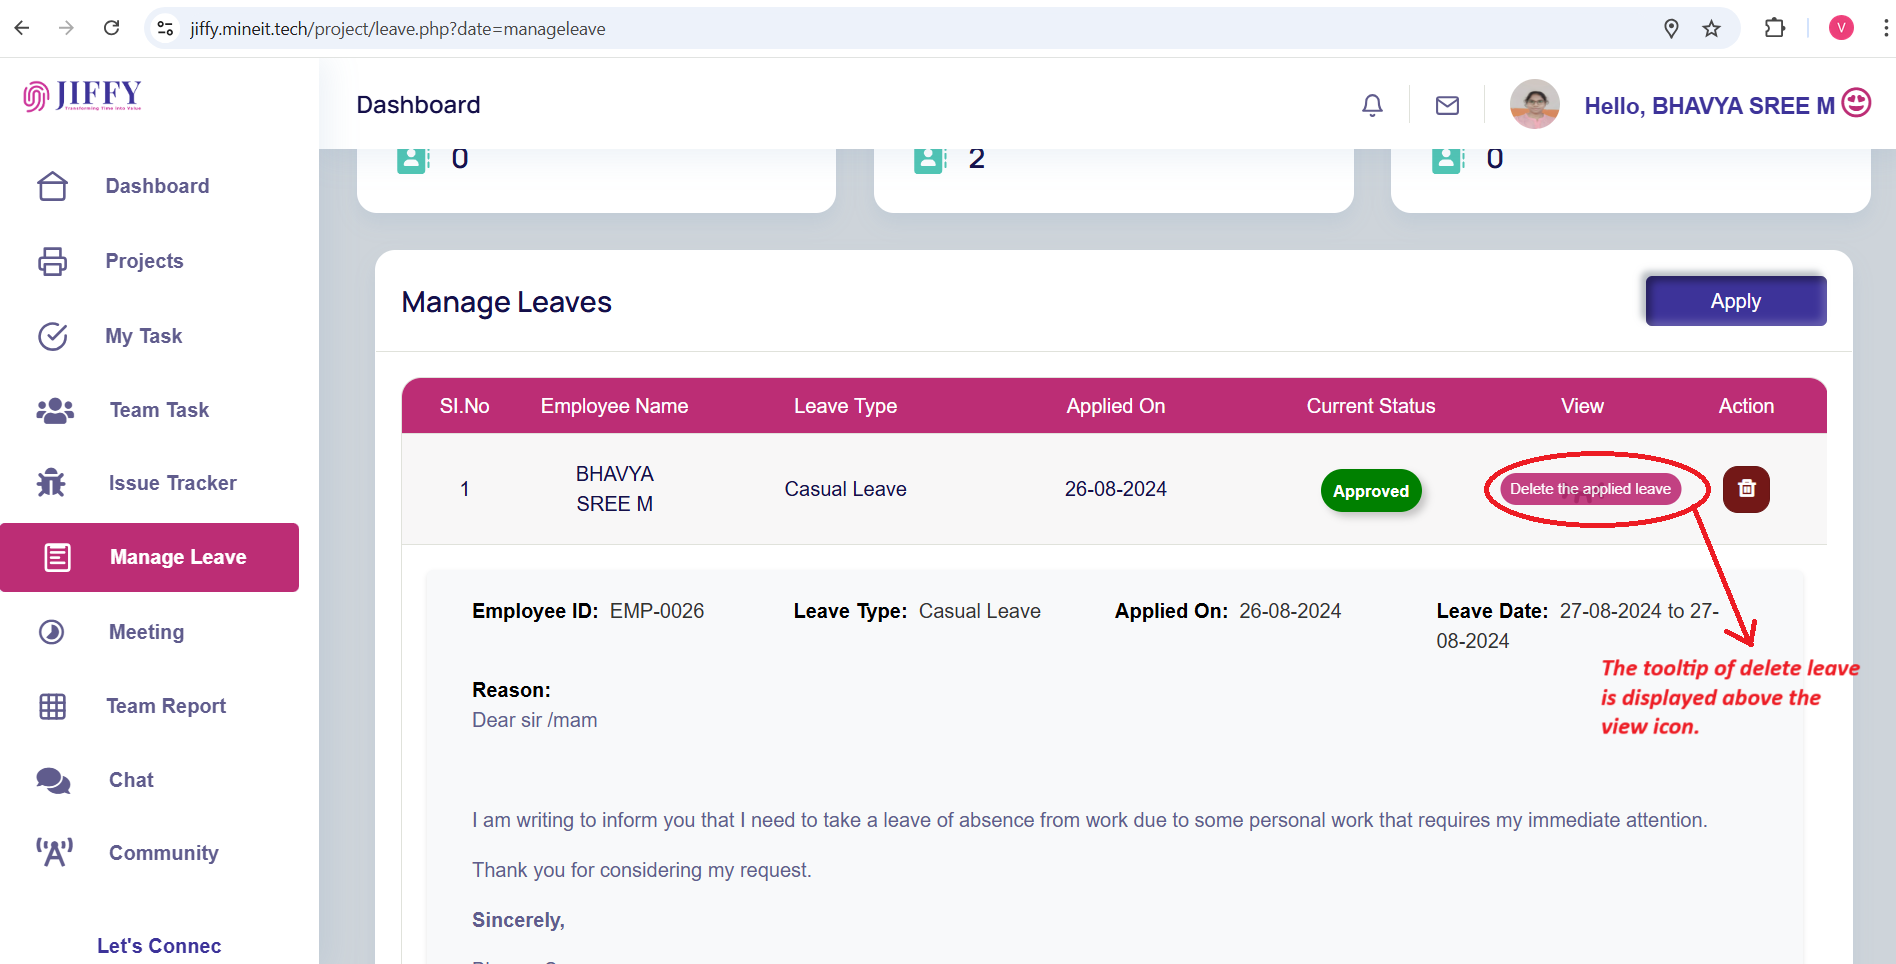 jiffy.mineit.tech/project/leave.php?date=manageleave
V
JIFFY
Dashboard
Hello, BHAVYA SREE M
0
2
0
Dashboard
Projects
My Task
Team Task
Issue Tracker
Manage Leave
Meeting
Team Report
Chat
Community
Let's Connec
Manage Leaves
Apply
SI.No Employee Name Leave Type Applied On Current Status View Action
1 BHAVYA SREE M Casual Leave 26-08-2024 Approved Delete the applied leave
Employee ID: EMP-0026 Leave Type: Casual Leave Applied On: 26-08-2024 Leave Date: 27-08-2024 to 27-
08-2024
The tooltip of delete leave
is displayed above the
view icon.
Reason:
Dear sir /mam
I am writing to inform you that I need to take a leave of absence from work due to some personal work that requires my immediate attention.
Thank you for considering my request.
Sincerely,